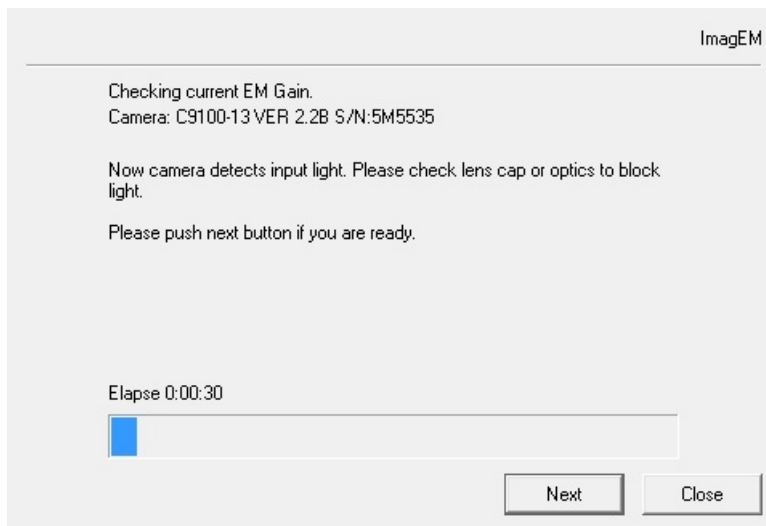 ImagEM
Checking current EM Gain.
Camera: C9100-13 VER 2.2B S/N:5M5535
Now camera detects input light. Please check lens cap or optics to block
light.
Please push next button if you are ready.
Elapse 0:00:30
Next
Close